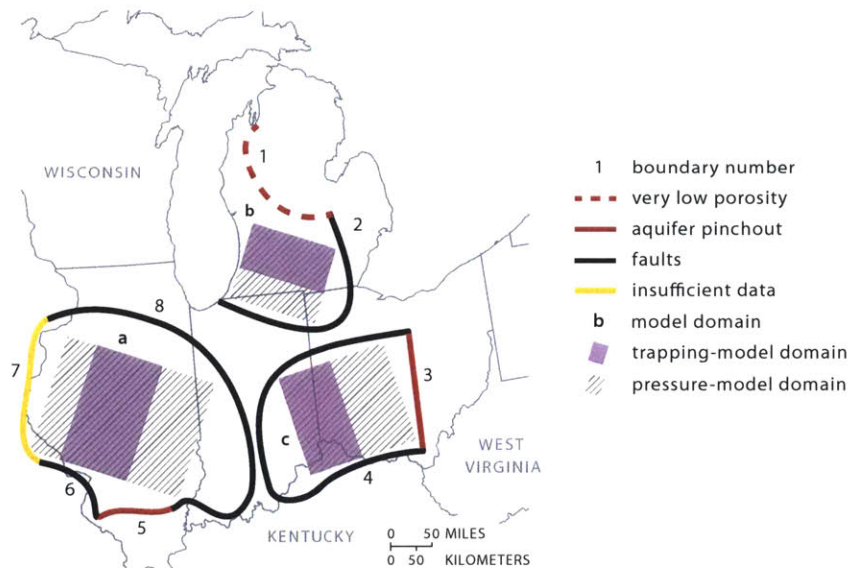 WISCONSIN
1
b
2
8
a
7
3
c
WEST
VIRGINIA
6
4
5
KENTUCKY
0 50 MILES
0 50 KILOMETERS
1 boundary number
very low porosity
aquifer pinchout
faults
insufficient data
b model domain
trapping-model domain
pressure-model domain